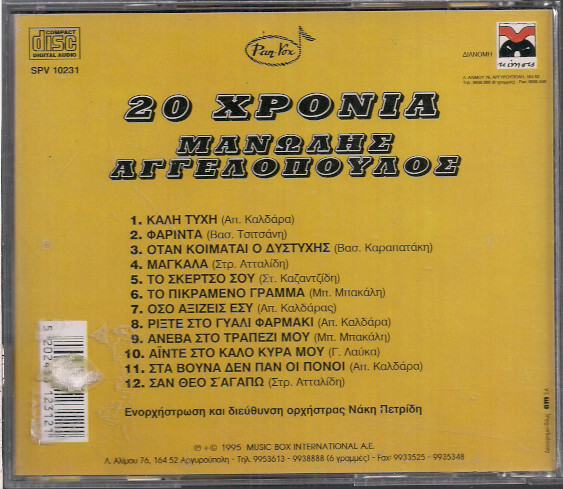 COMPACT
disc
DIGITAL AUDIO
SPV 10231
Pan-Vox
ΔΙΑΝΟΜΗ
Λ. ΑΛΙΜΟΥ 76, ΑΡΓΥΡΟΥΠΟΛΗ, 164 52
20 ΧΡΟΝΙΑ
ΜΑΝΩΛΗΣ
ΑΓΓΕΛΟΠΟΥΛΟΣ
1. ΚΑΛΗ ΤΥΧΗ (Απ. Καλδάρα)
2. ΦΑΡΙΝΤΑ (Βασ. Τσιτσάνη)
3. ΟΤΑΝ ΚΟΙΜΑΤΑΙ Ο ΔΥΣΤΥΧΗΣ (Βασ. Καραπατάκη)
4. ΜΑΓΚΑΛΑ (Στρ. Ατταλίδη)
5. ΤΟ ΣΚΕΡΤΣΟ ΣΟΥ (Στ. Καζαντζίδη)
6. ΤΟ ΠΙΚΡΑΜΕΝΟ ΓΡΑΜΜΑ (Μπ. Μπακάλη)
7. ΟΣΟ ΑΞΙΖΕΙΣ ΕΣΥ (Απ. Καλδάρας)
8. ΡΙΞΤΕ ΣΤΟ ΓΥΑΛΙ ΦΑΡΜΑΚΙ (Απ. Καλδάρα)
9. ΑΝΕΒΑ ΣΤΟ ΤΡΑΠΕΖΙ ΜΟΥ (Μπ. Μπακάλη)
10. ΑΪΝΤΕ ΣΤΟ ΚΑΛΟ ΚΥΡΑ ΜΟΥ (Γ. Λαύκα)
11. ΣΤΑ ΒΟΥΝΑ ΔΕΝ ΠΑΝ ΟΙ ΠΟΝΟΙ (Απ. Καλδάρα)
12. ΣΑΝ ΘΕΟ Σ'ΑΓΑΠΩ (Στρ. Ατταλίδη)
Ενορχήστρωση και διεύθυνση ορχήστρας Νάκη Πετρίδη
℗ + © 1995 MUSIC BOX INTERNATIONAL A.E.
Λ. Αλίμου 76, 164 52 Αργυρούπολη - Τηλ. 9953613 - 9938888 (6 γραμμές) - Fax: 9933525 - 9935348